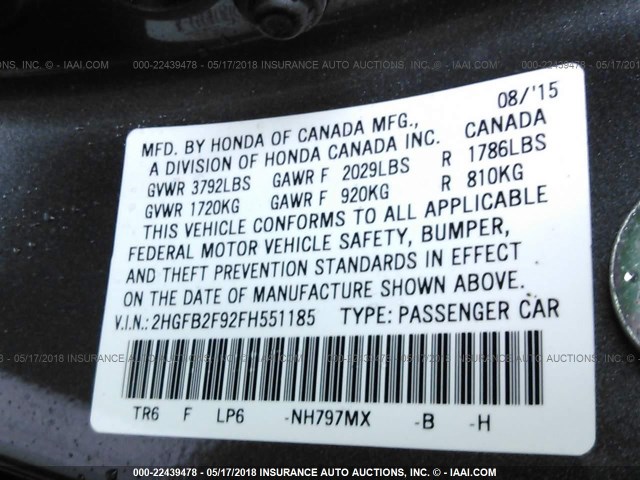 - © IAAI.COM 000-22439478 - 05/17/2018 INSURANCE AUTO AUCTIONS, INC. - © IAAI.COM 000-22439478 - 05/17/2018
08/'15
MFD. BY HONDA OF CANADA MFG., CANADA
A DIVISION OF HONDA CANADA INC.
GVWR 3792LBS GAWR F 2029LBS R 1786LBS
GVWR 1720KG GAWR F 920KG R 810KG
THIS VEHICLE CONFORMS TO ALL APPLICABLE
FEDERAL MOTOR VEHICLE SAFETY, BUMPER,
AND THEFT PREVENTION STANDARDS IN EFFECT
ON THE DATE OF MANUFACTURE SHOWN ABOVE.
V.I.N.: 2HGFB2F92FH551185 TYPE: PASSENGER CAR
TR6 F LP6 -NH797MX -B -H
000-22439478 - 05/17/2018 INSURANCE AUTO AUCTIONS, INC. - © IAAI.COM